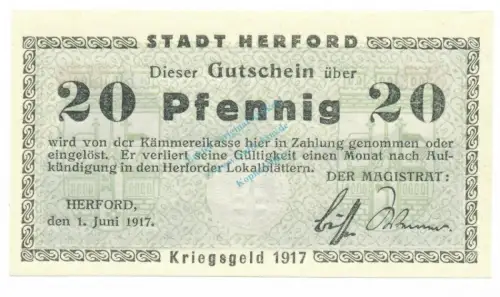 STADT HERFORD
Dieser Gutschein über
20 Pfennig 20
wird von der Kämmereikasse hier in Zahlung genommen oder
eingelöst. Er verliert seine Gültigkeit einen Monat nach Auf-
kündigung in den Herforder Lokalblättern.
DER MAGISTRAT:
HERFORD,
den 1. Juni 1917.
Kriegsgeld 1917